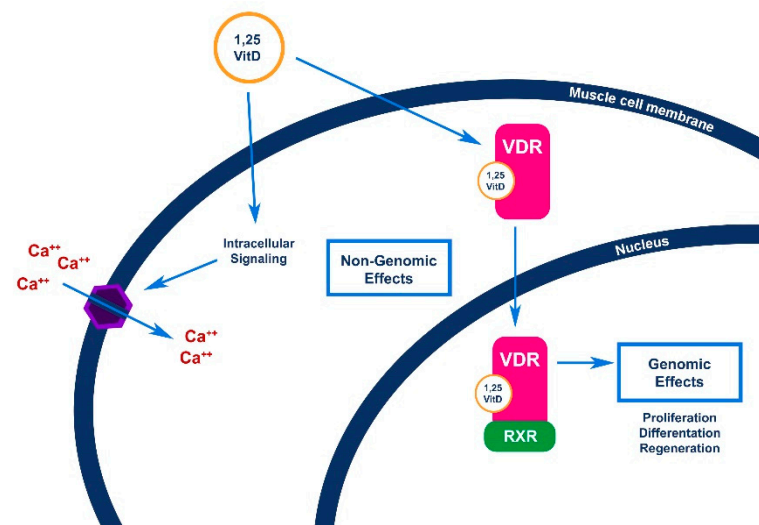 1,25
VitD
Muscle cell membrane
VDR
1,25
VitD
Nucleus
Intracellular
Signaling
Non-Genomic
Effects
Ca⁺⁺
Ca⁺⁺
Ca⁺⁺
Ca⁺⁺
Ca⁺⁺
VDR
1,25
VitD
RXR
Genomic
Effects
Proliferation
Differentation
Regeneration